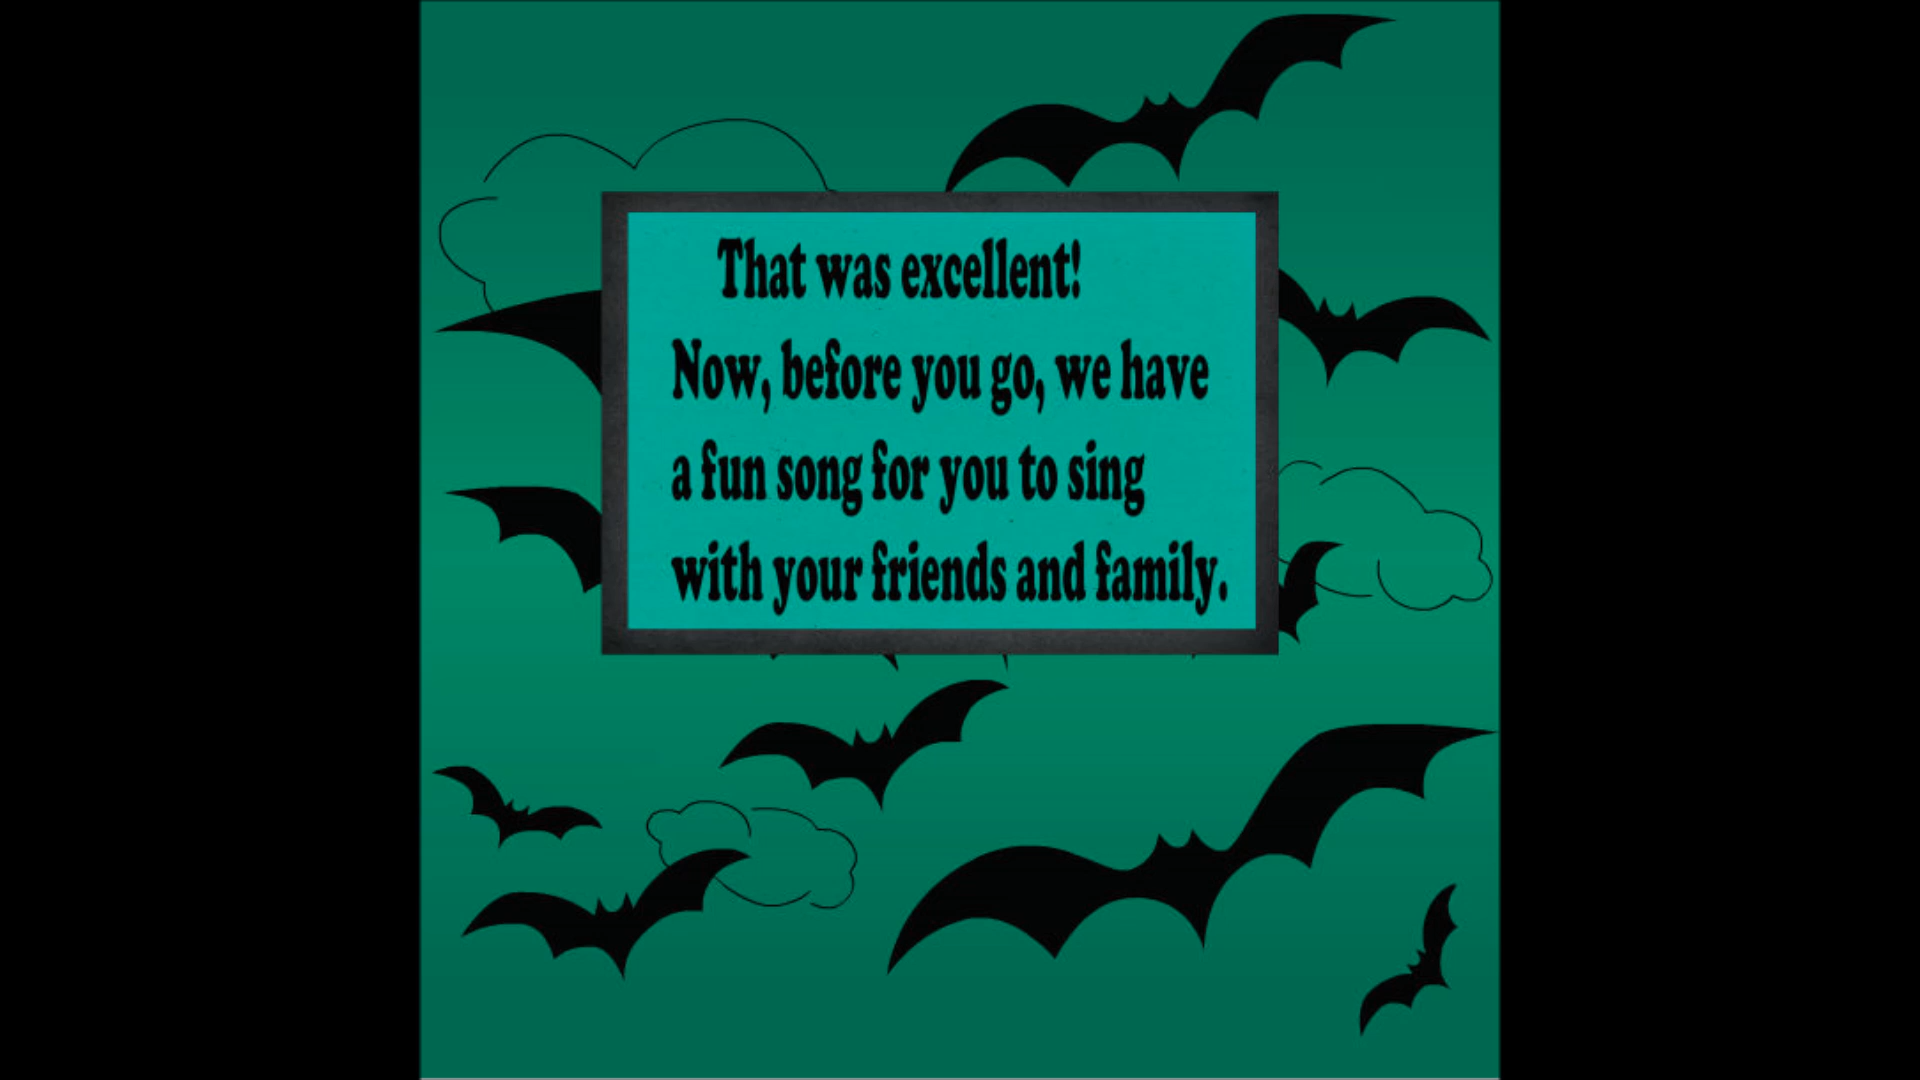 That was excellent!
Now, before you go, we have
a fun song for you to sing
with your friends and family.